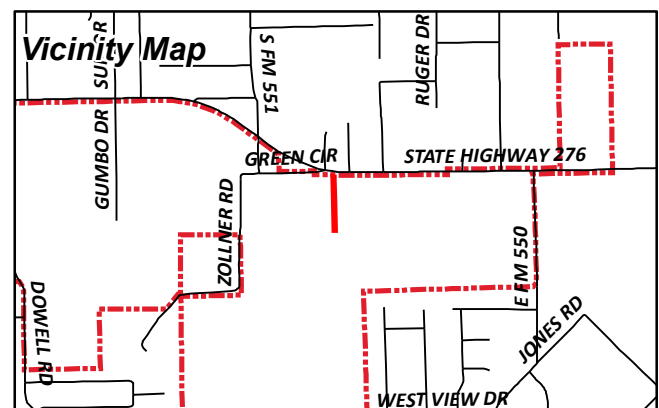 Vicinity Map
S FM 551
RUGER DR
GUMBO DR
GREEN CIR
STATE HIGHWAY 276
ZOLLNER RD
E FM 550
DOWELL RD
JONES RD
WEST VIEW DR